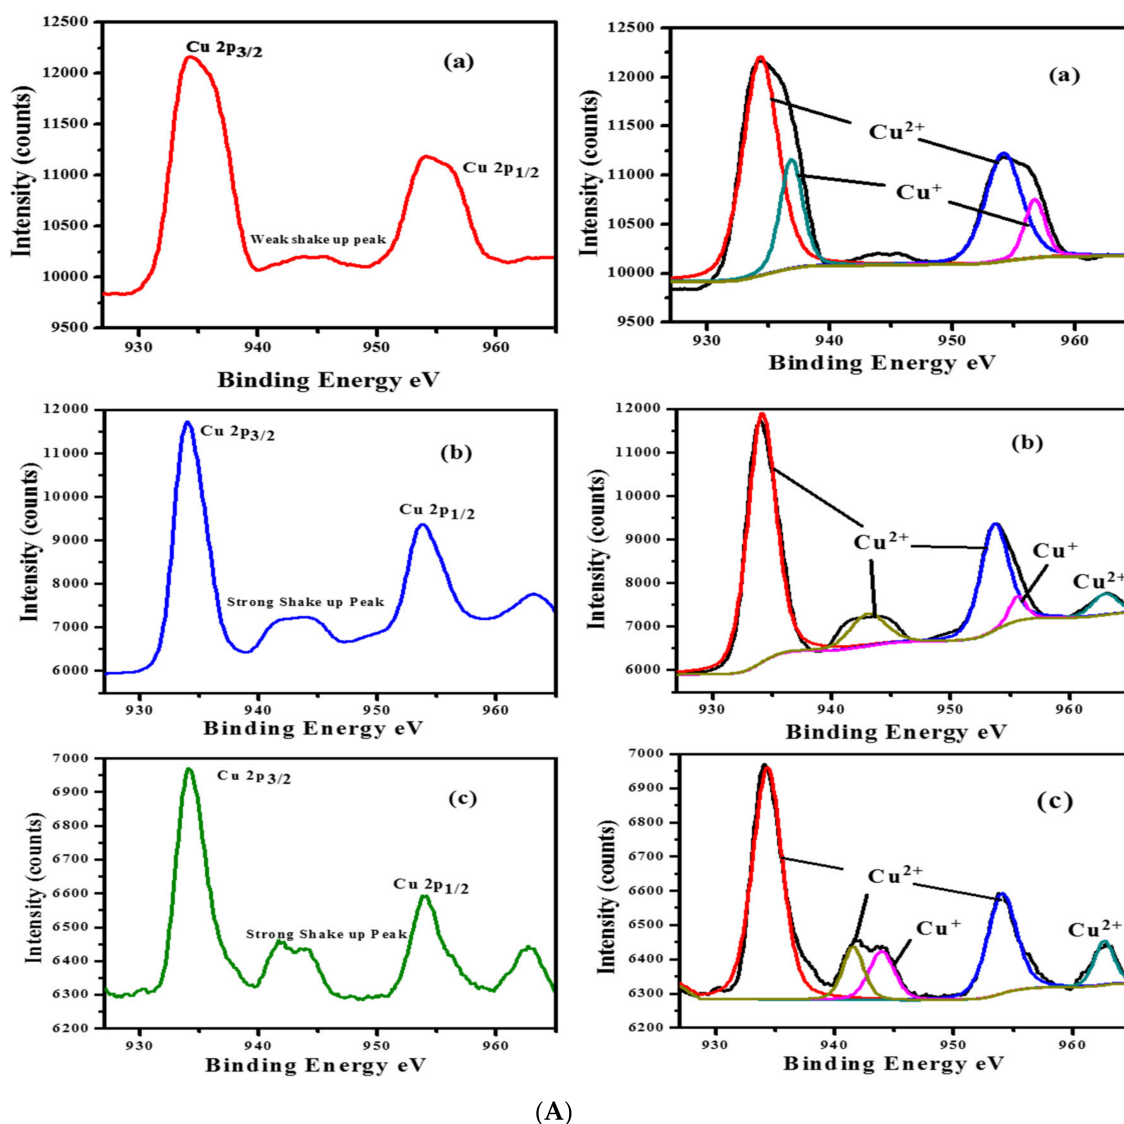 12500
12000
11500
11000
10500
10000
9500
Intensity (counts)
Cu 2p3/2
(a)
Cu 2p1/2
Weak shake up peak
930 940 950 960
Binding Energy eV
12500
12000
11500
11000
10500
10000
9500
Intensity (counts)
(a)
Cu2+
Cu+
930 940 950 960
Binding Energy eV
12000
11000
10000
9000
8000
7000
6000
Intensity (counts)
Cu 2p3/2
(b)
Cu 2p1/2
Strong Shake up Peak
930 940 950 960
Binding Energy eV
12000
11000
10000
9000
8000
7000
6000
Intensity (counts)
(b)
Cu2+
Cu+
Cu2+
930 940 950 960
Binding Energy eV
7000
6900
6800
6700
6600
6500
6400
6300
6200
Intensity (counts)
Cu 2p3/2
(c)
Cu 2p1/2
Strong Shake up Peak
930 940 950 960
Binding Energy eV
7000
6900
6800
6700
6600
6500
6400
6300
6200
Intensity (counts)
(c)
Cu2+
Cu+
Cu2+
930 940 950 960
Binding Energy eV
(A)